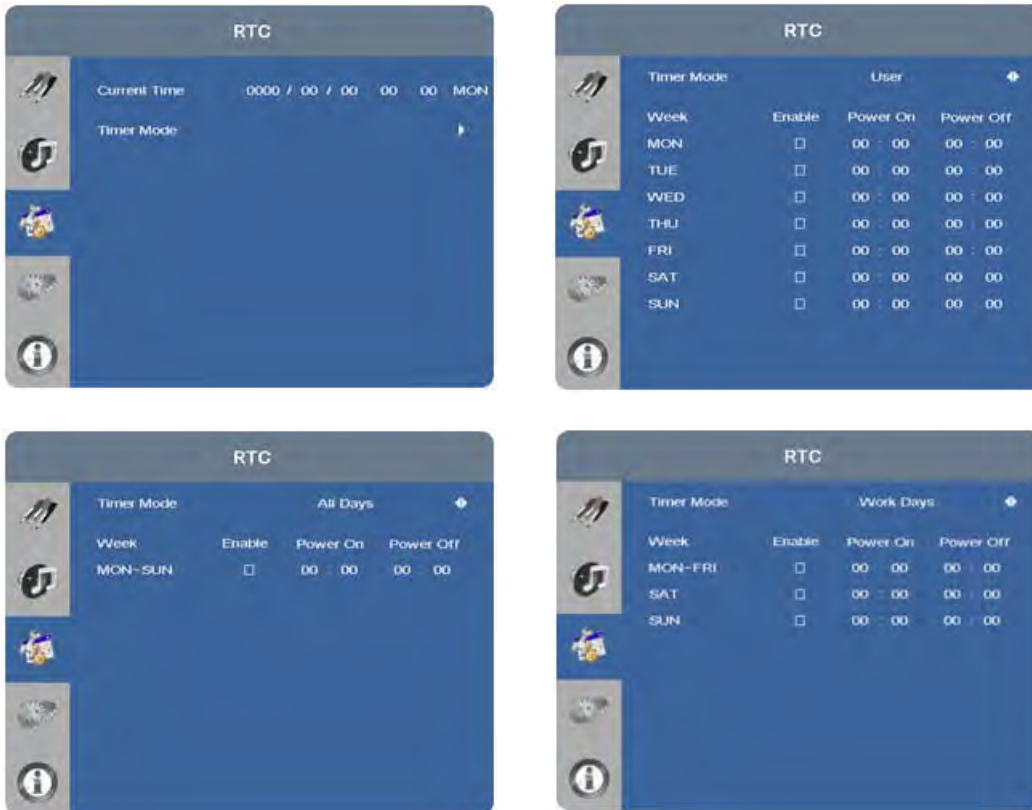 RTC
Current Time 0000 / 00 / 00 00 00 MON
Timer Mode
RTC
Timer Mode User
Week Enable Power On Power Off
MON 00 : 00 00 : 00
TUE 00 : 00 00 : 00
WED 00 : 00 00 : 00
THU 00 : 00 00 : 00
FRI 00 : 00 00 : 00
SAT 00 : 00 00 : 00
SUN 00 : 00 00 : 00
RTC
Timer Mode All Days
Week Enable Power On Power Off
MON~SUN 00 : 00 00 : 00
RTC
Timer Mode Work Days
Week Enable Power On Power Off
MON~FRI 00 : 00 00 : 00
SAT 00 : 00 00 : 00
SUN 00 : 00 00 : 00